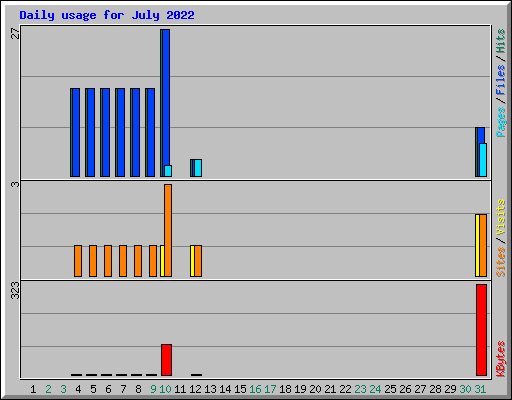 Daily usage for July 2022
27
Pages/Files/Hits
3
Sites/Visits
323
KBytes
1 2 3 4 5 6 7 8 9 10 11 12 13 14 15 16 17 18 19 20 21 22 23 24 25 26 27 28 29 30 31